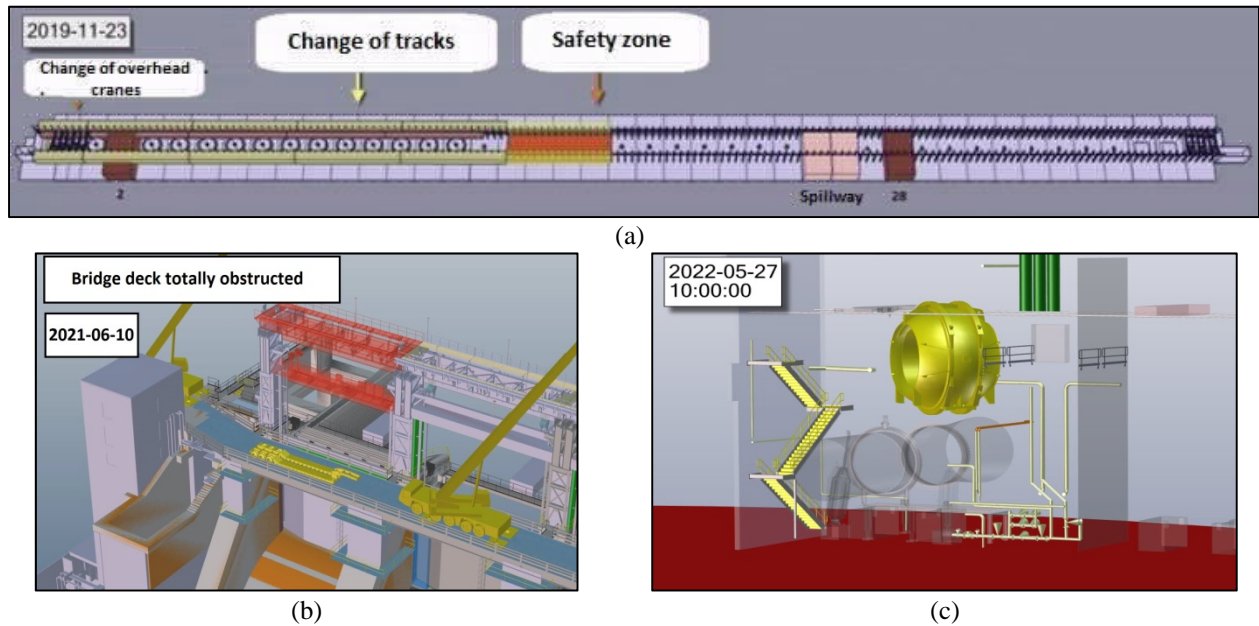 2019-11-23
Change of tracks
Safety zone
Change of overhead
cranes
2
Spillway
28
(a)
Bridge deck totally obstructed
2021-06-10
2022-05-27
10:00:00
(b)
(c)